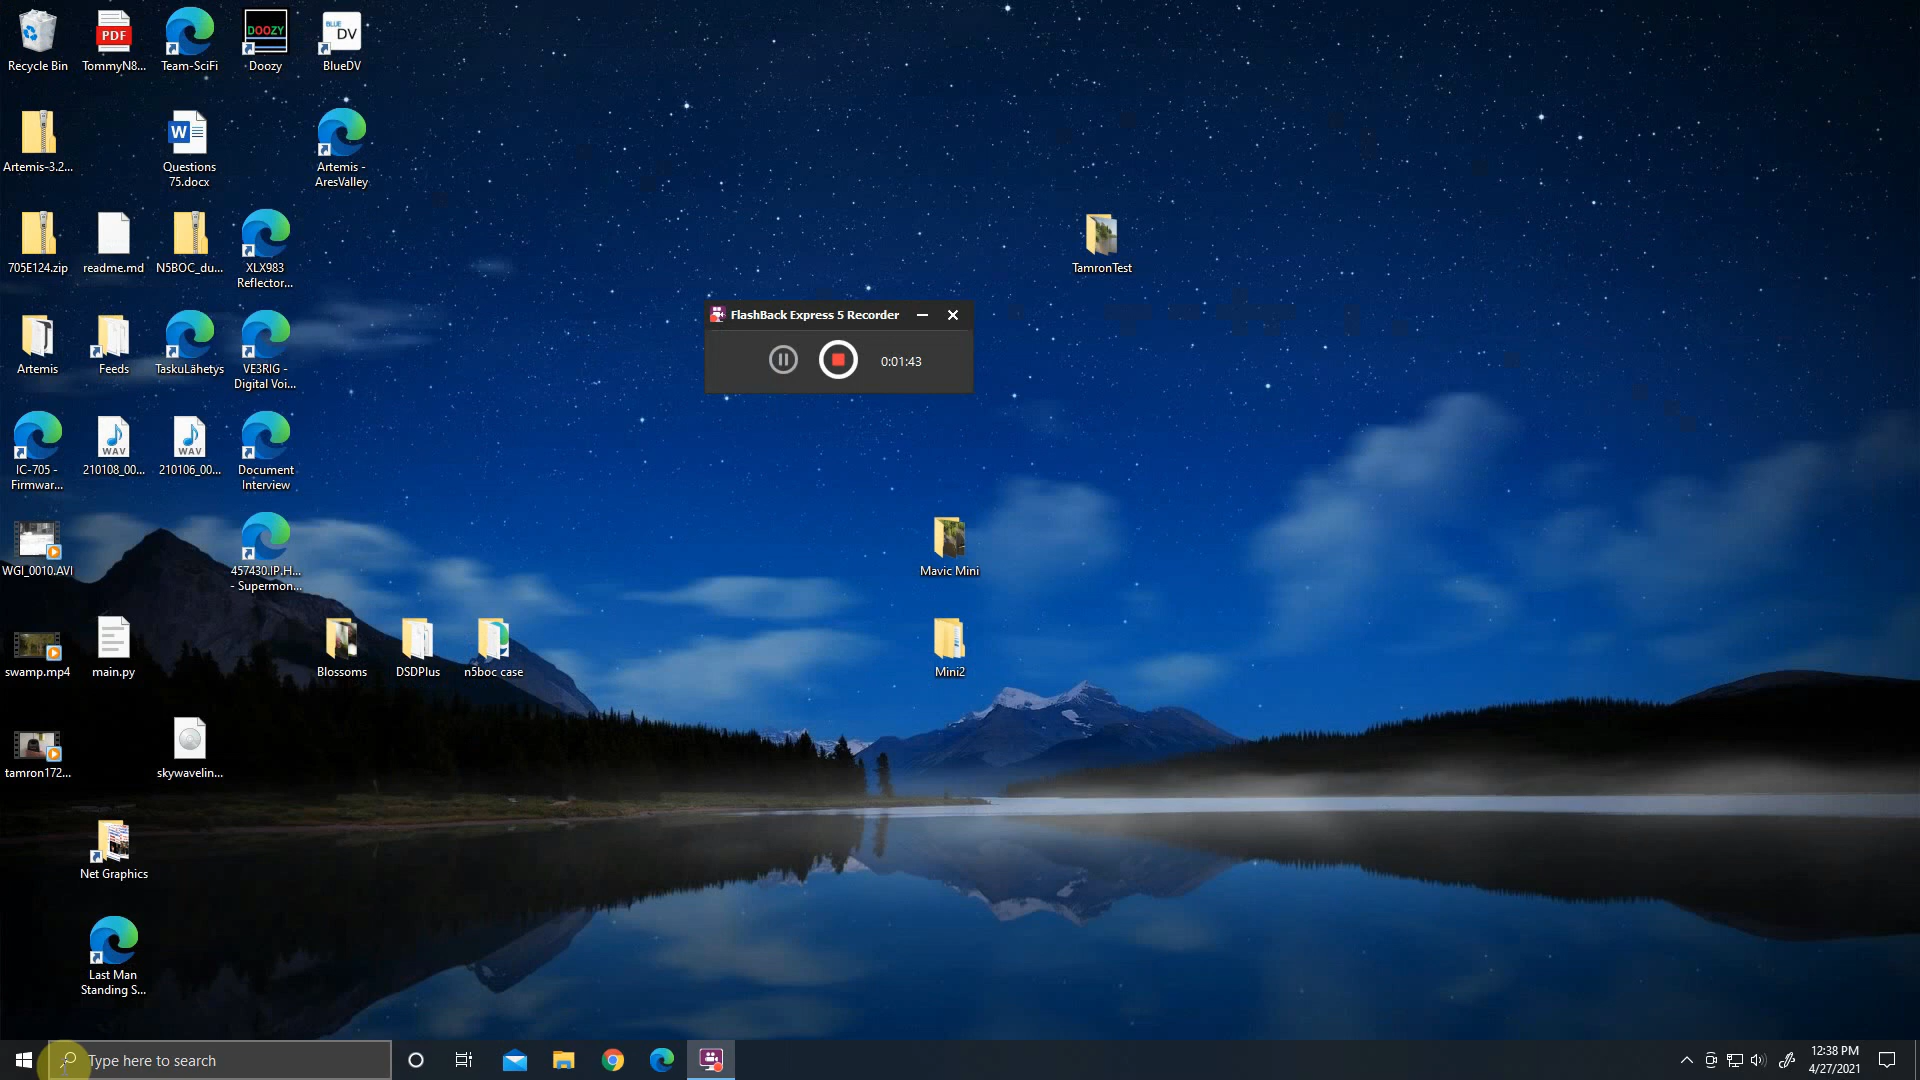 Recycle Bin
PDF
TommyN8...
Team-SciFi
DOOZY
Doozy
BLUE
DV
BlueDV
Artemis-3.2...
W
Questions
75.docx
Artemis -
AresValley
705E124.zip
readme.md
N5BOC_du...
XLX983
Reflector...
TamronTest
FlashBack Express 5 Recorder
0:01:43
Artemis
Feeds
TaskuLähetys
VE3RIG -
Digital Voi...
IC-705 -
Firmwar...
WAV
210108_00...
WAV
210106_00...
Document
Interview
WGI_0010.AVI
457430.IP.H...
- Supermon...
Mavic Mini
swamp.mp4
main.py
Blossoms
DSDPlus
n5boc case
Mini2
tamron172...
skywavelin...
Net Graphics
Last Man
Standing S...
Type here to search
12:38 PM
4/27/2021